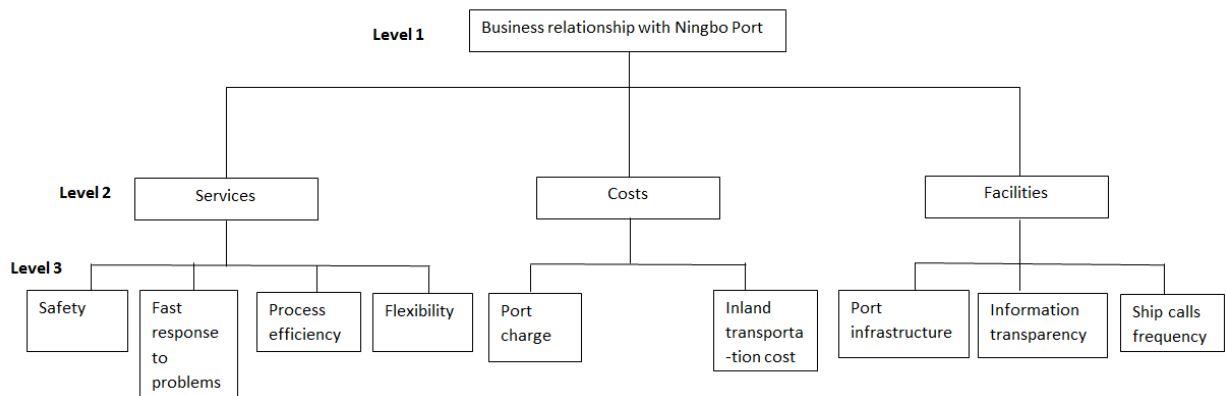 Level 1
Business relationship with Ningbo Port
Level 2
Services
Costs
Facilities
Level 3
Safety
Fast
response
to
problems
Process
efficiency
Flexibility
Port
charge
Inland
transporta
-tion cost
Port
infrastructure
Information
transparency
Ship calls
frequency